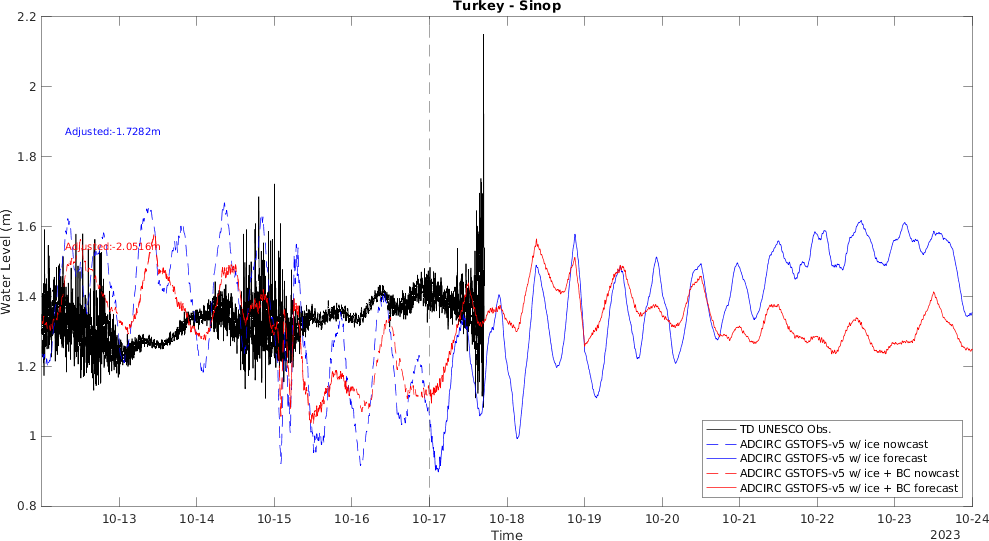 Turkey - Sinop
2.2
2
1.8
1.6
1.4
1.2
1
0.8
Water Level (m)
Adjusted:-1.7282m
Adjusted:-2.0516m
TD UNESCO Obs.
ADCIRC GSTOFS-v5 w/ ice nowcast
ADCIRC GSTOFS-v5 w/ ice forecast
ADCIRC GSTOFS-v5 w/ ice + BC nowcast
ADCIRC GSTOFS-v5 w/ ice + BC forecast
10-13 10-14 10-15 10-16 10-17 10-18 10-19 10-20 10-21 10-22 10-23 10-24
Time
2023